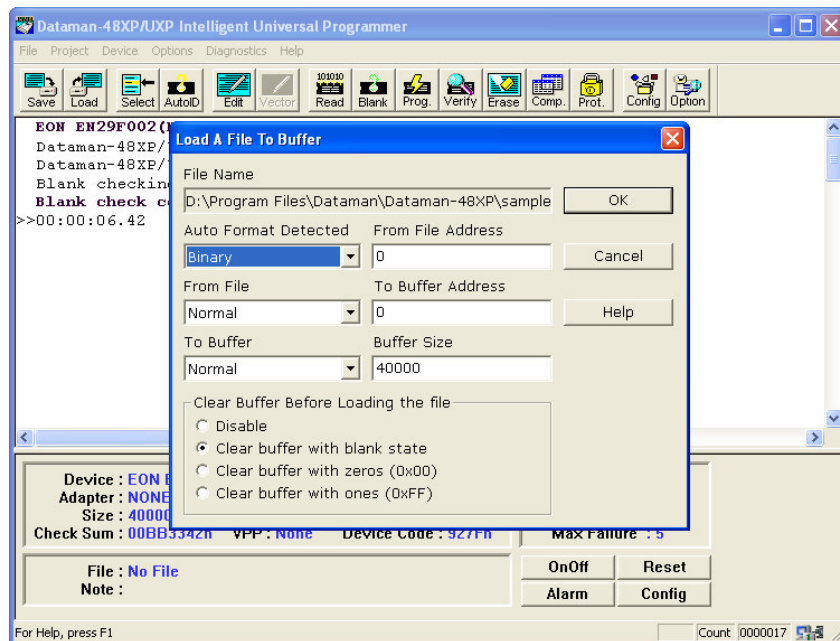 Dataman-48XP/UXP Intelligent Universal Programmer
File Project Device Options Diagnostics Help
Save Load Select AutoID Edit Vector Read Blank Prog. Verify Erase Comp. Prot. Config Option
101010
EON EN29F002(
Dataman-48XP/
Dataman-48XP/
Blank checkin
Blank check c
>>00:00:06.42
Load A File To Buffer
File Name
D:\Program Files\Dataman\Dataman-48XP\sample
OK
Auto Format Detected From File Address
Binary 0
Cancel
From File To Buffer Address
Normal 0
Help
To Buffer Buffer Size
Normal 40000
Clear Buffer Before Loading the file
Disable
Clear buffer with blank state
Clear buffer with zeros (0x00)
Clear buffer with ones (0xFF)
Device : EON
Adapter : NONE
Size : 40000
Check Sum : 00BB3342h VPP : None Device Code : 927Fh
Max Failure : 5
File : No File
Note :
OnOff Reset
Alarm Config
For Help, press F1
Count 0000017